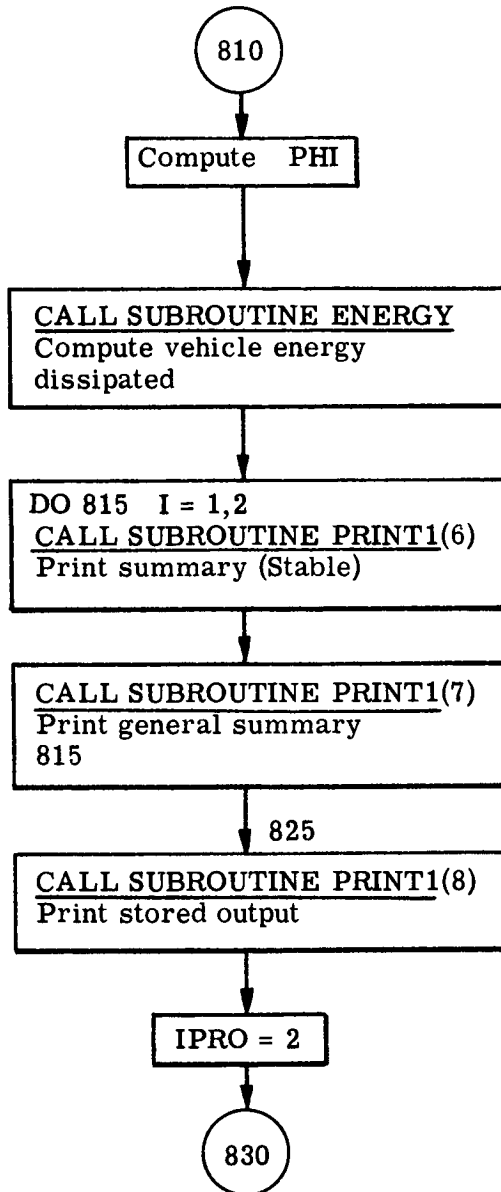 810
Compute PHI
CALL SUBROUTINE ENERGY
Compute vehicle energy
dissipated
DO 815 I = 1,2
CALL SUBROUTINE PRINT1(6)
Print summary (Stable)
CALL SUBROUTINE PRINT1(7)
Print general summary
815
825
CALL SUBROUTINE PRINT1(8)
Print stored output
IPRO = 2
830